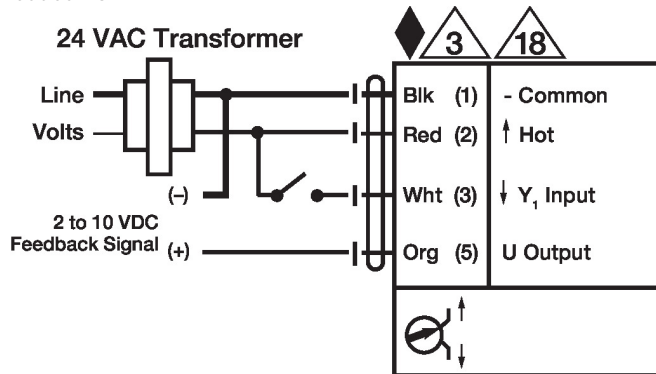 24 VAC Transformer
3
18
Line
Volts
Blk (1) - Common
Red (2) Hot
(–)
Wht (3) Y1 Input
2 to 10 VDC
Feedback Signal (+)
Org (5) U Output